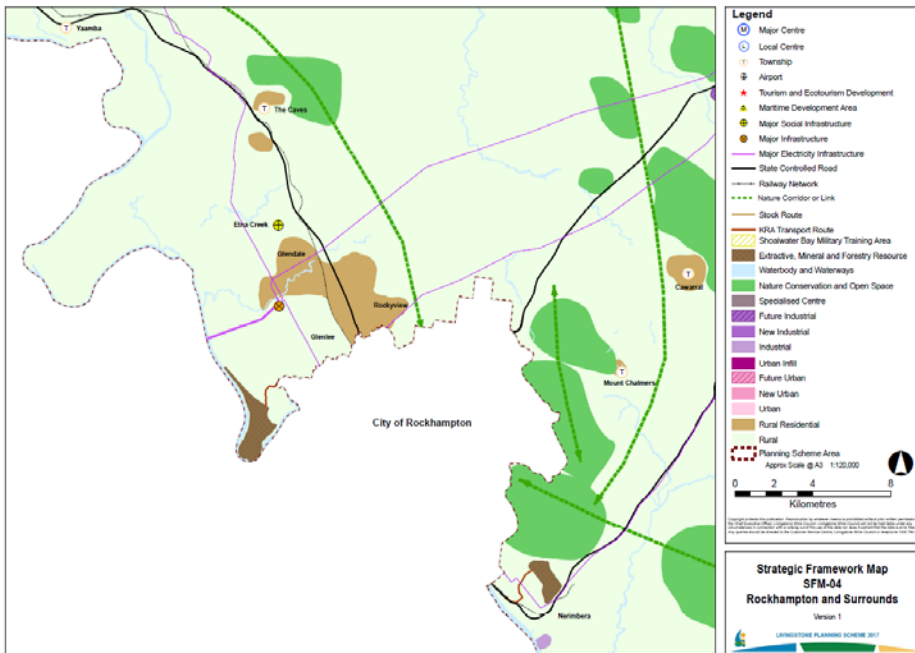 Yaamba
T
The Caves
T
Etna Creek
Glendale
Rockyview
Glenlee
T
Cawarral
T
Mount Chalmers
City of Rockhampton
Nerimbera
Legend
M Major Centre
L Local Centre
T Township
Airport
Tourism and Ecotourism Development
Maritime Development Area
Major Social Infrastructure
Major Infrastructure
Major Electricity Infrastructure
State Controlled Road
Railway Network
Nature Corridor or Link
Stock Route
KRA Transport Route
Shoalwater Bay Military Training Area
Extractive, Mineral and Forestry Resource
Waterbody and Waterways
Nature Conservation and Open Space
Specialised Centre
Future Industrial
New Industrial
Industrial
Urban Infill
Future Urban
New Urban
Urban
Rural Residential
Rural
Planning Scheme Area
Approx Scale @ A3 1:120,000
0 2 4 8
Kilometres
Strategic Framework Map
SFM-04
Rockhampton and Surrounds
Version 1
LIVINGSTONE PLANNING SCHEME 2017